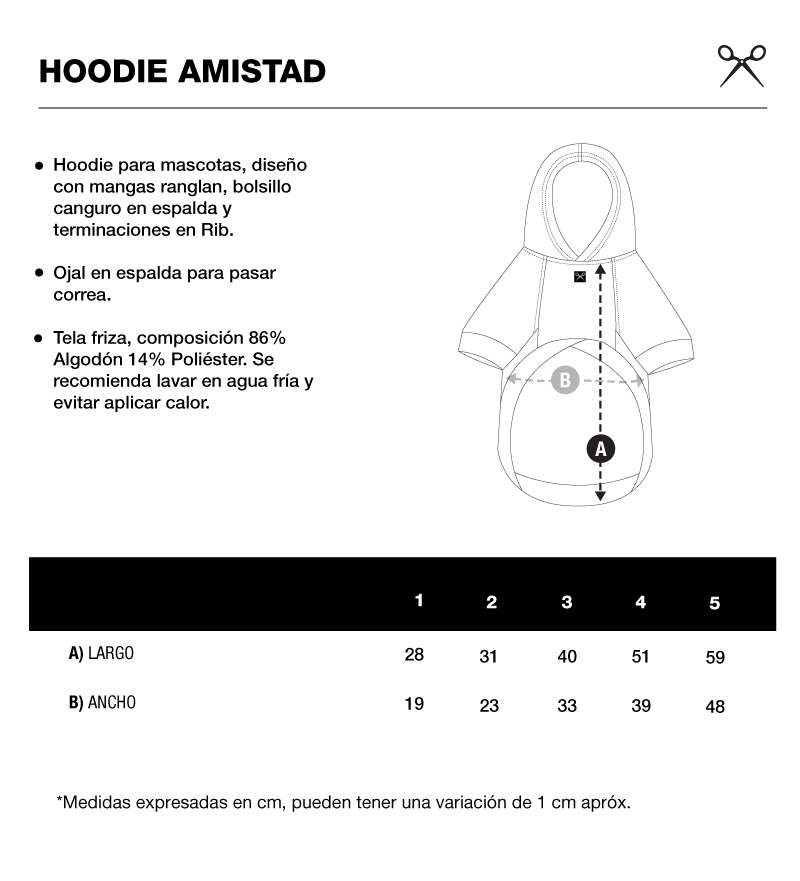 HOODIE AMISTAD
• Hoodie para mascotas, diseño
con mangas ranglan, bolsillo
canguro en espalda y
terminaciones en Rib.
• Ojal en espalda para pasar
correa.
• Tela friza, composición 86%
Algodón 14% Poliéster. Se
recomienda lavar en agua fría y
evitar aplicar calor.
B
A
1 2 3 4 5
A) LARGO 28 31 40 51 59
B) ANCHO 19 23 33 39 48
*Medidas expresadas en cm, pueden tener una variación de 1 cm apróx.